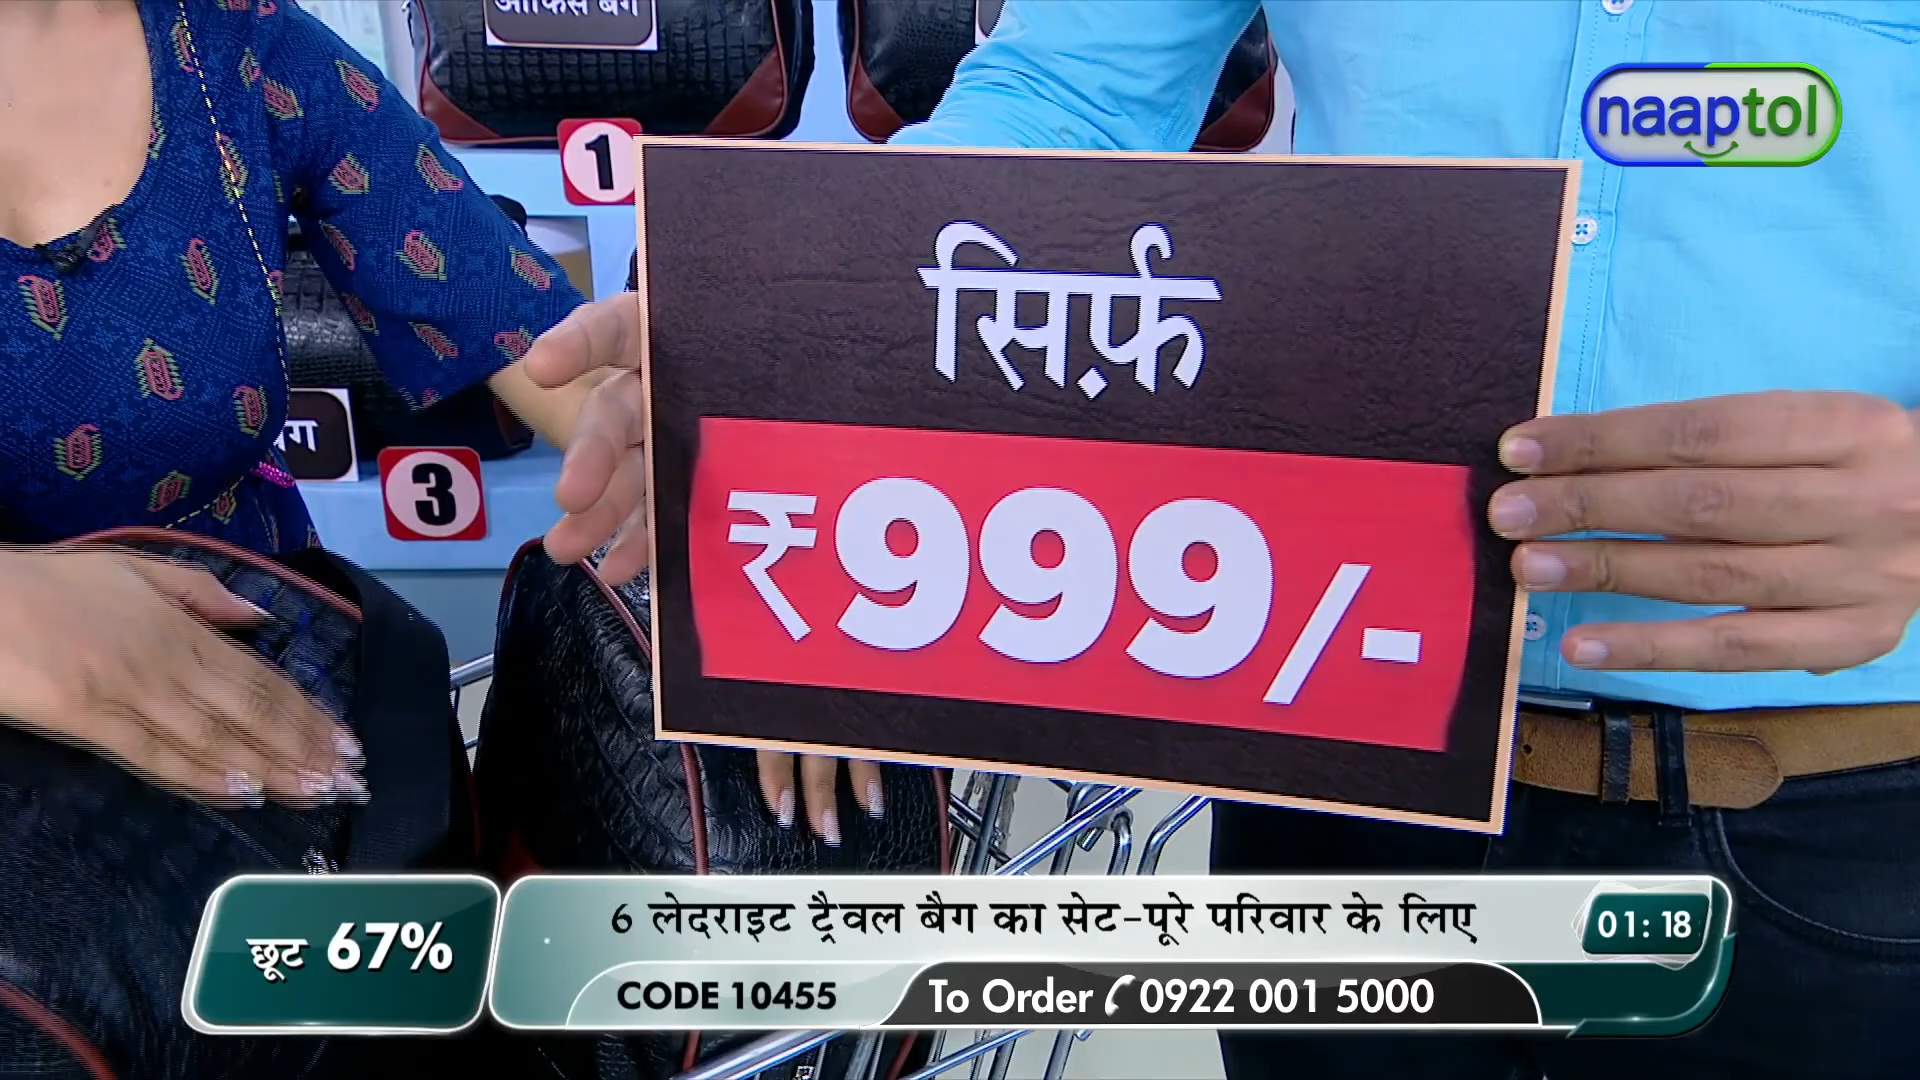 ऑफिस बैग
naaptol
1
सिर्फ़
₹999/-
बैग
3
छूट 67%
6 लेदराइट ट्रैवल बैग का सेट-पूरे परिवार के लिए
01:18
CODE 10455
To Order 0922 001 5000